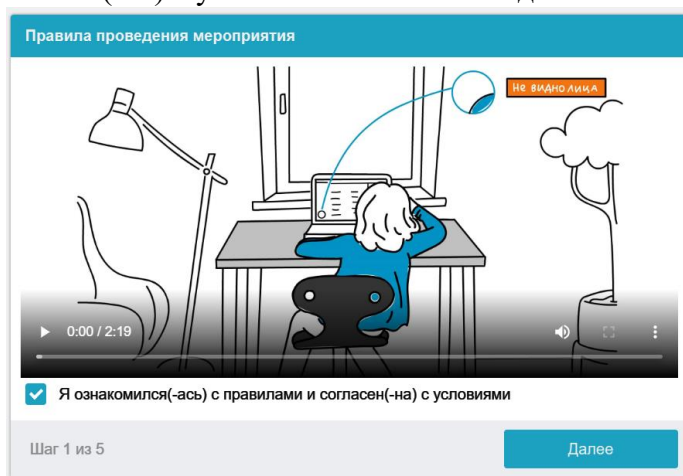 Правила проведения мероприятия
не видно лица
0:00 / 2:19
Я ознакомился(-ась) с правилами и согласен(-на) с условиями
Шаг 1 из 5
Далее